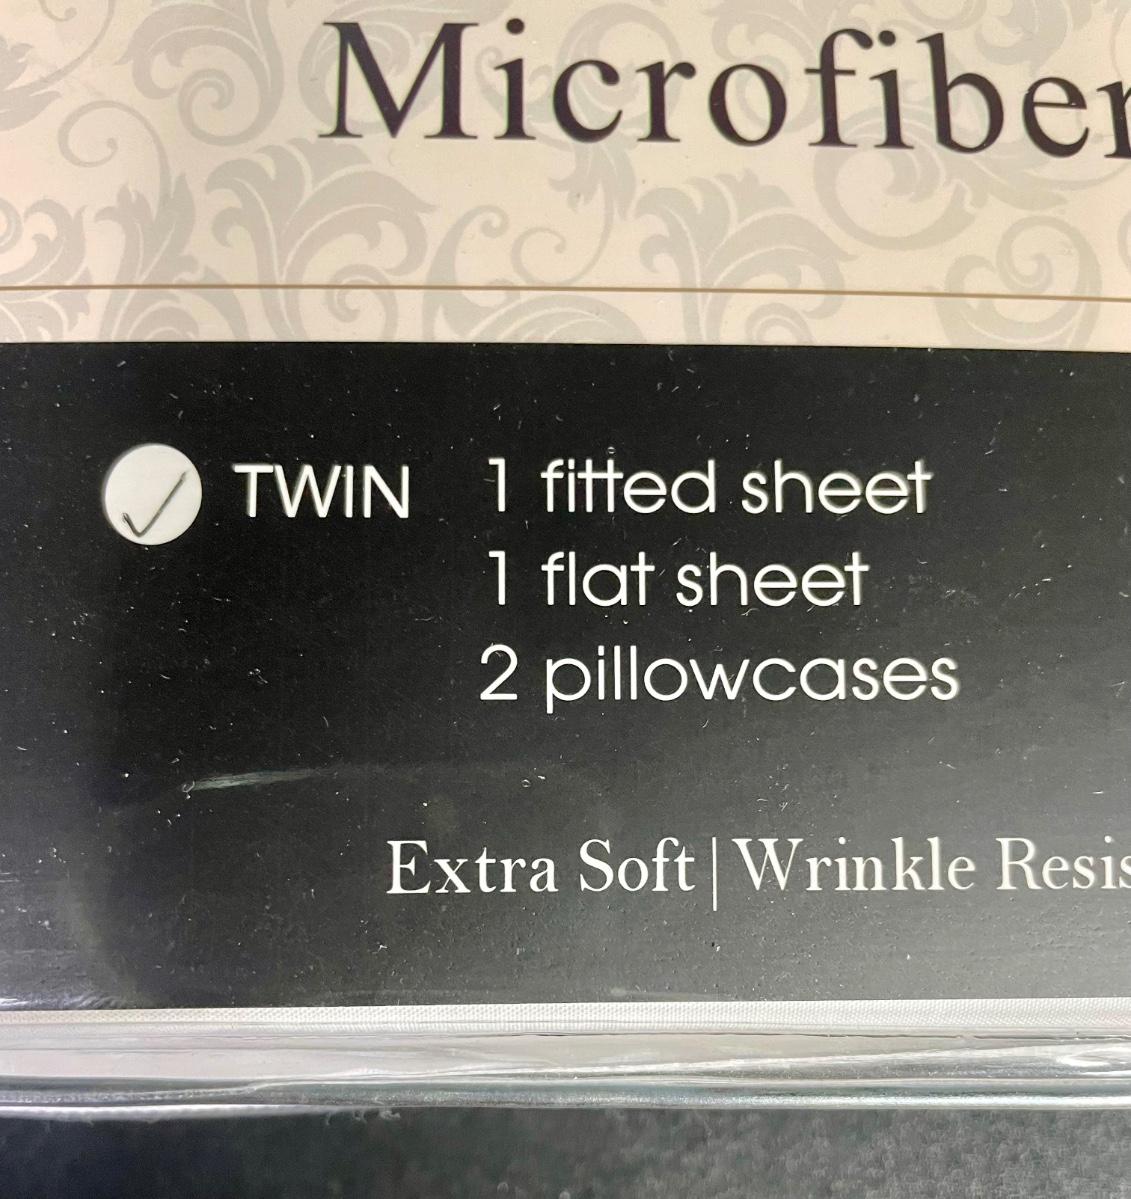 Microfiber
TWIN 1 fitted sheet
1 flat sheet
2 pillowcases
Extra Soft | Wrinkle Resis